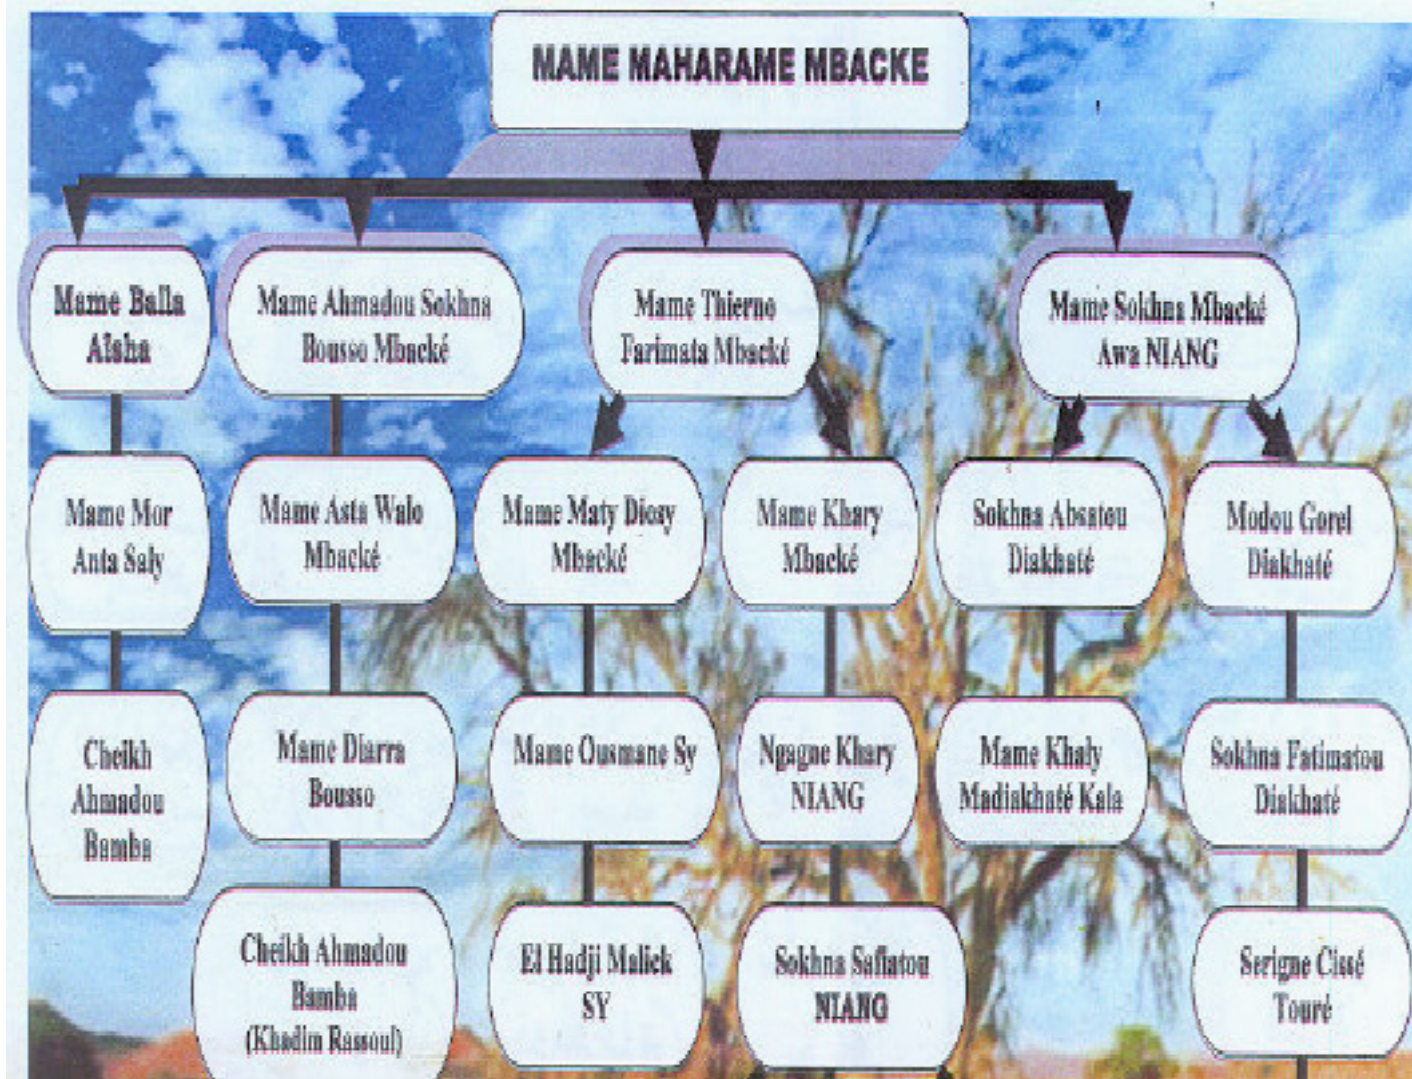 MAME MAHARAME MBACKE
Mame Balla
Aïsha
Mame Ahmadou Sokhna
Bousso Mbacké
Mame Thierno
Farimata Mbacké
Mame Sokhna Mbacké
Awa NIANG
Mame Mor
Anta Saly
Mame Asta Walo
Mbacké
Mame Maty Diosy
Mbacké
Mame Khary
Mbacké
Sokhna Absatou
Diakhaté
Modou Gorel
Diakhaté
Cheikh
Ahmadou
Bamba
Mame Diarra
Bousso
Mame Ousmane Sy
Ngagne Khary
NIANG
Mame Khaly
Madiakhaté Kala
Sokhna Fatimatou
Diakhaté
Cheikh Ahmadou
Bamba
(Khadim Rassoul)
El Hadji Malick
SY
Sokhna Safiatou
NIANG
Serigne Cissé
Touré